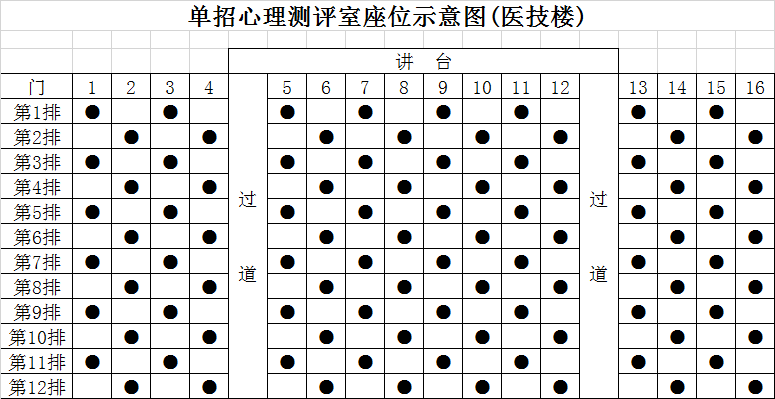 单招心理测评室座位示意图(医技楼)
讲 台
门 1 2 3 4 5 6 7 8 9 10 11 12 13 14 15 16
第1排 ● ● ● ● ● ● ● ●
第2排 ● ● ● ● ● ● ● ●
第3排 ● ● ● ● ● ● ● ●
第4排 ● ● ● ● ● ● ● ●
第5排 ● ● ● ● ● ● ● ●
第6排 ● ● ● ● ● ● ● ●
第7排 ● ● ● ● ● ● ● ●
第8排 ● ● ● ● ● ● ● ●
第9排 ● ● ● ● ● ● ● ●
第10排 ● ● ● ● ● ● ● ●
第11排 ● ● ● ● ● ● ● ●
第12排 ● ● ● ● ● ● ● ●
过
道
过
道